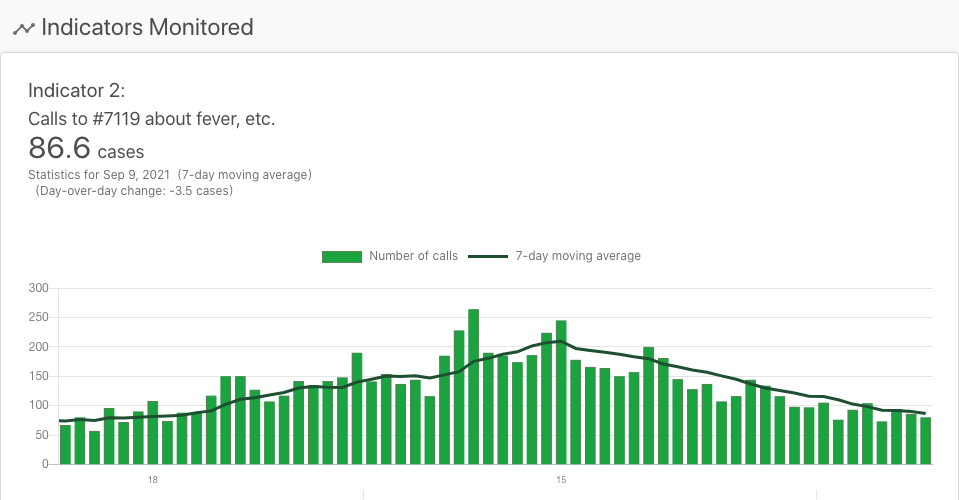 Indicators Monitored
Indicator 2:
Calls to #7119 about fever, etc.
86.6 cases
Statistics for Sep 9, 2021 (7-day moving average)
(Day-over-day change: -3.5 cases)
Number of calls 7-day moving average
300
250
200
150
100
50
0
18 15